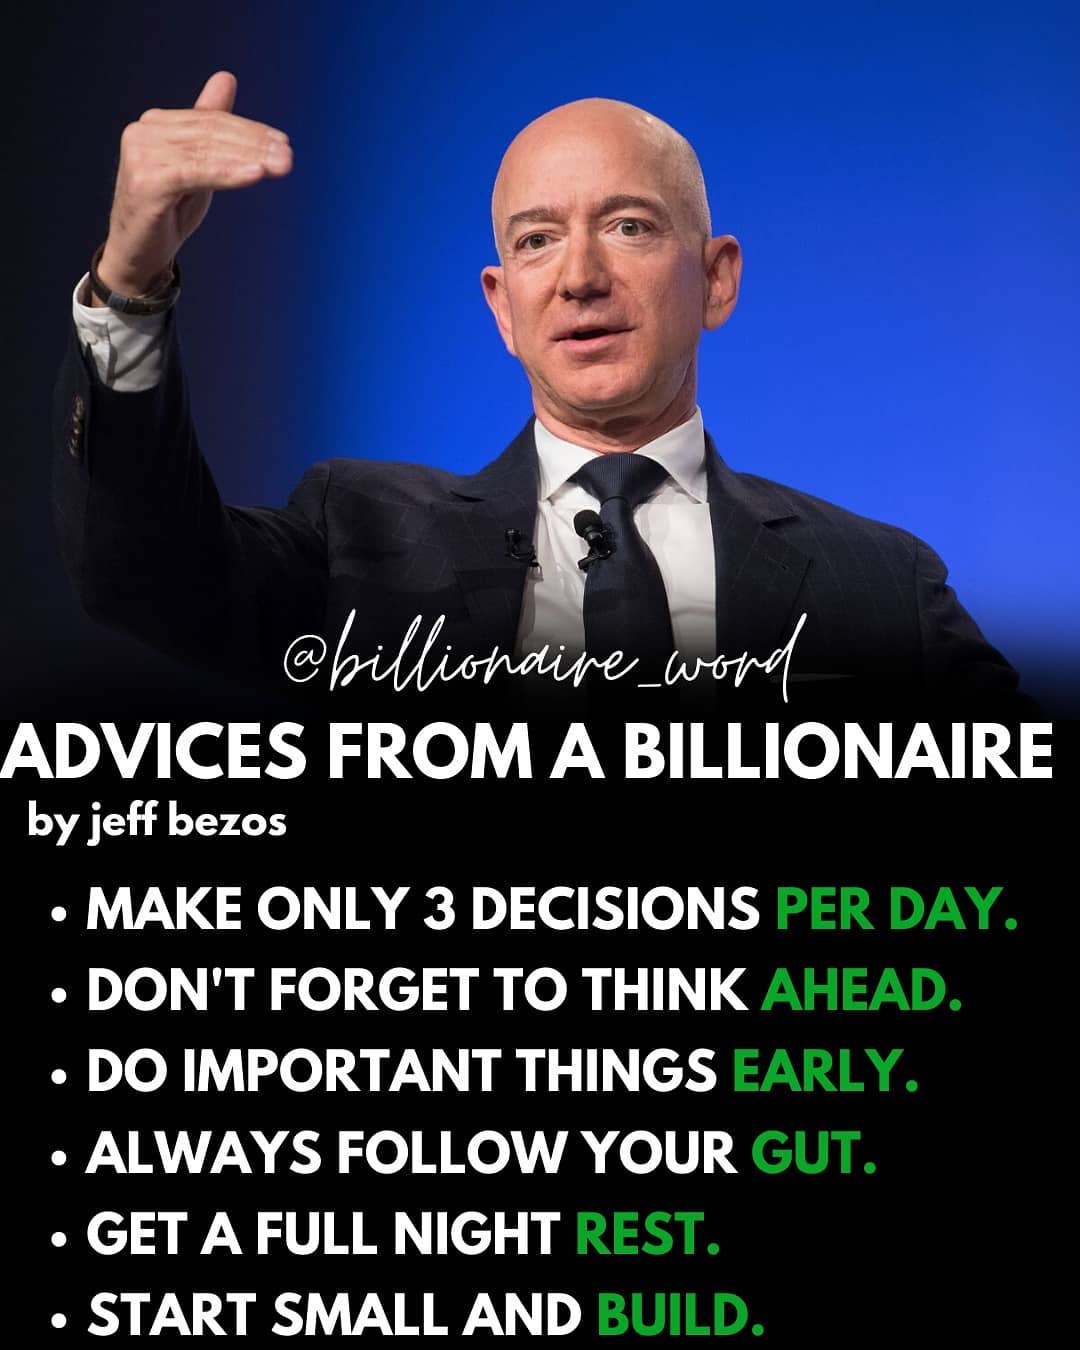 @billionaire_word
ADVICES FROM A BILLIONAIRE
by jeff bezos
• MAKE ONLY 3 DECISIONS PER DAY.
• DON'T FORGET TO THINK AHEAD.
• DO IMPORTANT THINGS EARLY.
• ALWAYS FOLLOW YOUR GUT.
• GET A FULL NIGHT REST.
• START SMALL AND BUILD.